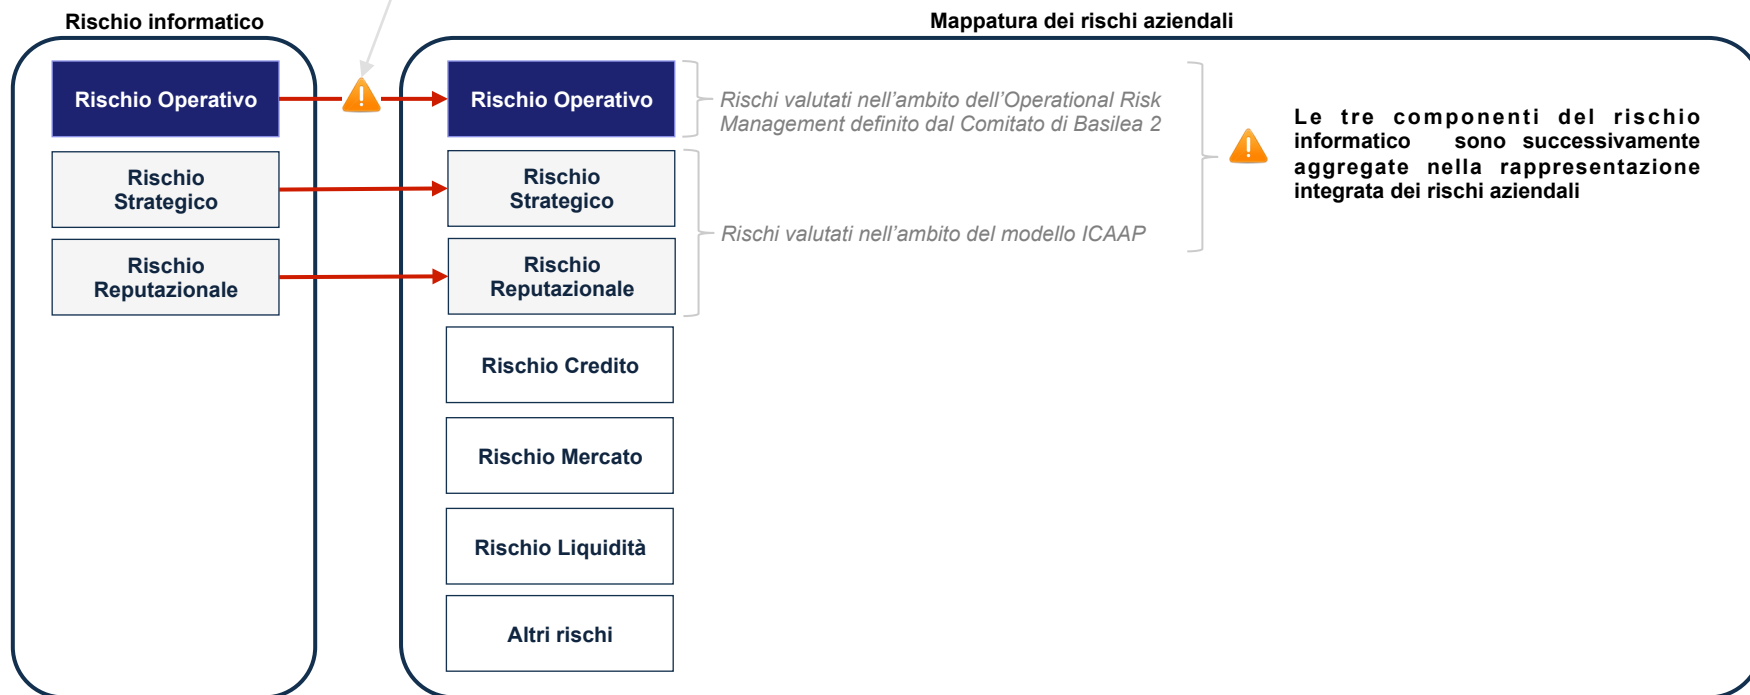 Rischio informatico
Mappatura dei rischi aziendali
Rischio Operativo
Rischio Strategico
Rischio Reputazionale
Rischio Operativo
Rischio
Strategico
Rischio
Reputazionale
Rischio Credito
Rischio Mercato
Rischio Liquidità
Altri rischi
Rischi valutati nell’ambito dell’Operational Risk
Management definito dal Comitato di Basilea 2
Rischi valutati nell’ambito del modello ICAAP
Le tre componenti del rischio
informatico sono successivamente
aggregate nella rappresentazione
integrata dei rischi aziendali